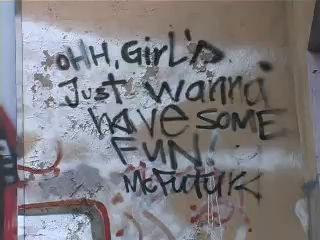 OHH, GirL'D
Just wanna
HAVE SOME
FUN!
McFutuk